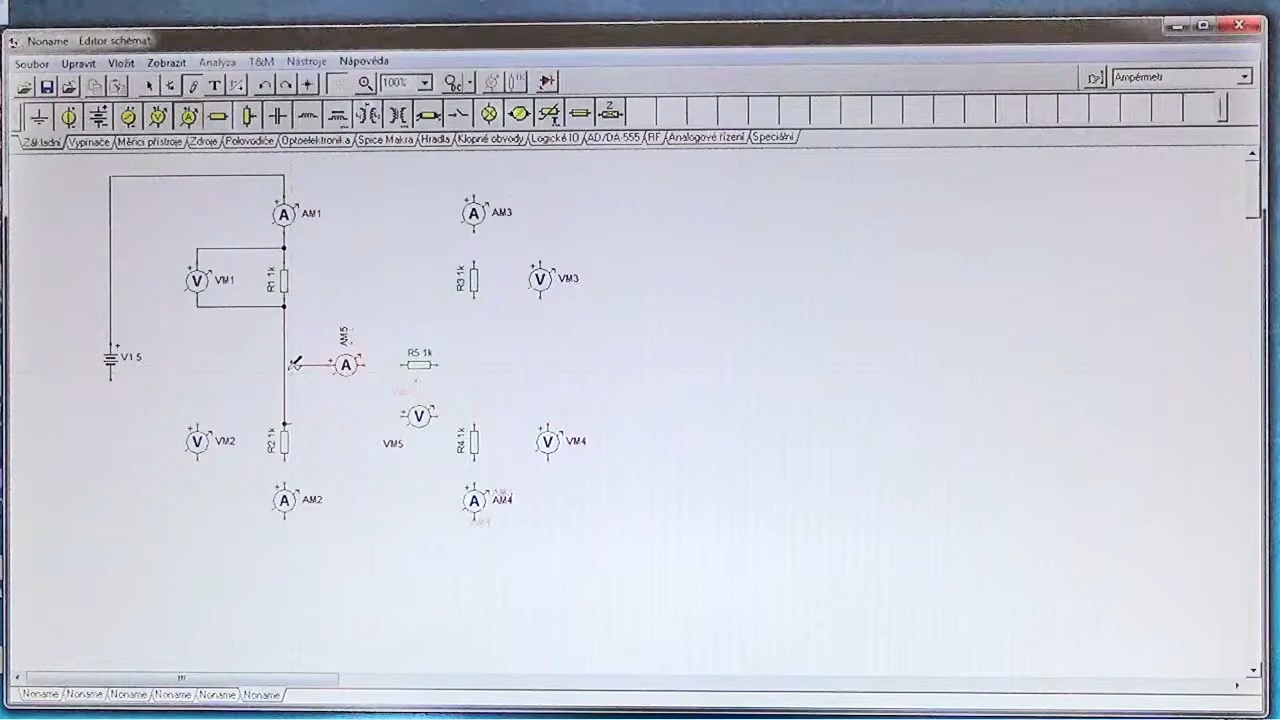 Noname - Editor schémat
Soubor Upravit Vložit Zobrazit Analýza T&M Nástroje Nápověda
100% Ampérmetr
Základní Vypínače Měřicí přístroje Zdroje Polovodiče Optoelektronika Spice Makra Hradla Klopné obvody Logické IO AD/DA-555 RF Analogové řízení Speciální
AM1
AM3
VM1
R1 1k
R3 1k
VM3
AM5
V1 5
R5 1k
VM2
R2 1k
VM5
R4 1k
VM4
AM2
AM4
Noname Noname Noname Noname Noname Noname